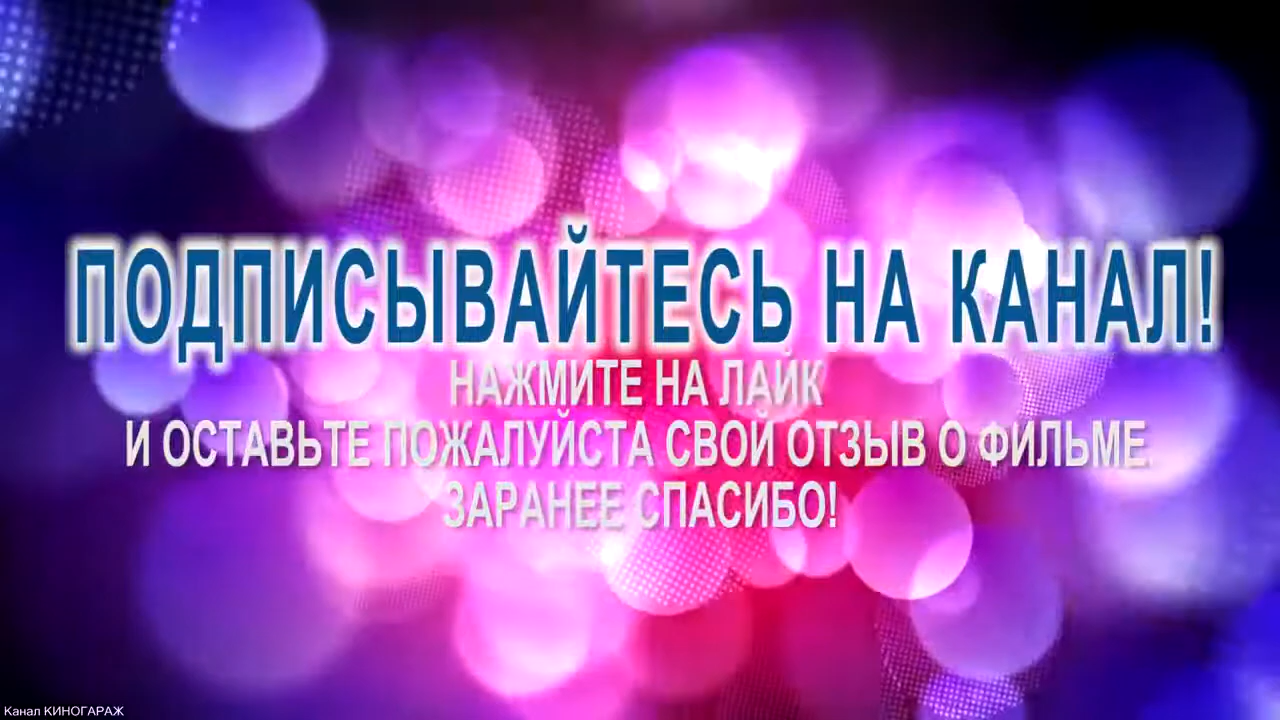 ПОДПИСЫВАЙТЕСЬ НА КАНАЛ!
НАЖМИТЕ НА ЛАЙК
И ОСТАВЬТЕ ПОЖАЛУЙСТА СВОЙ ОТЗЫВ О ФИЛЬМЕ
ЗАРАНЕЕ СПАСИБО!
Канал КИНОГАРАЖ